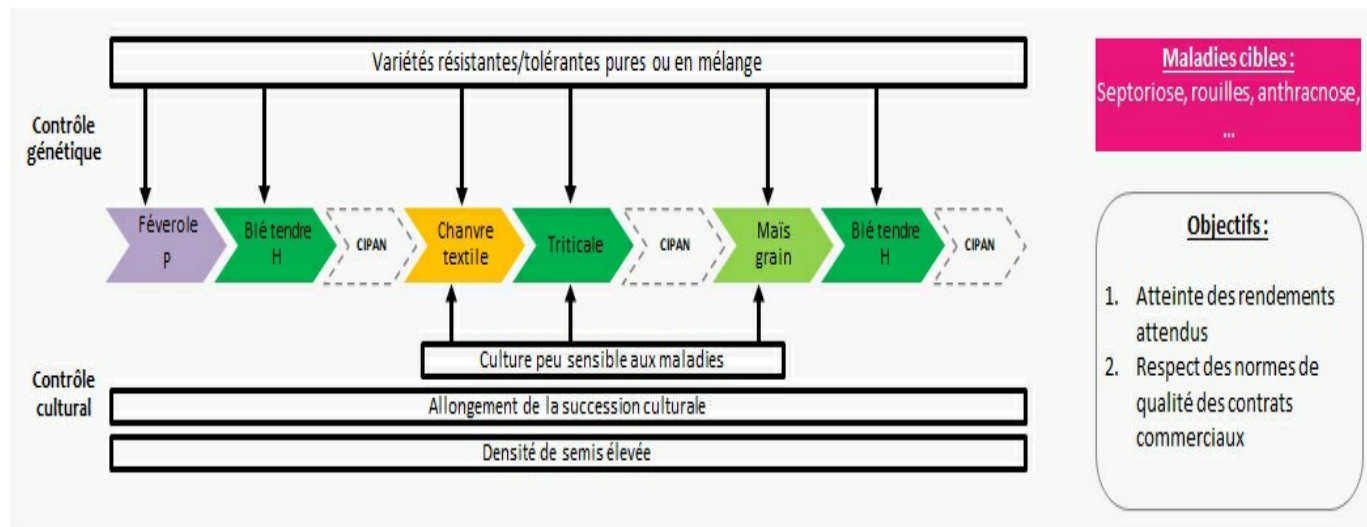 Variétés résistantes/tolérantes pures ou en mélange
Contrôle
génétique
Féverole
P
Blé tendre
H
CIPAN
Chanvre
textile
Triticale
CIPAN
Maïs
grain
Blé tendre
H
CIPAN
Culture peu sensible aux maladies
Contrôle
cultural
Allongement de la succession culturale
Densité de semis élevée
Maladies cibles :
Septoriose, rouilles, anthracnose,
...
Objectifs :
1. Atteinte des rendements
attendus
2. Respect des normes de
qualité des contrats
commerciaux